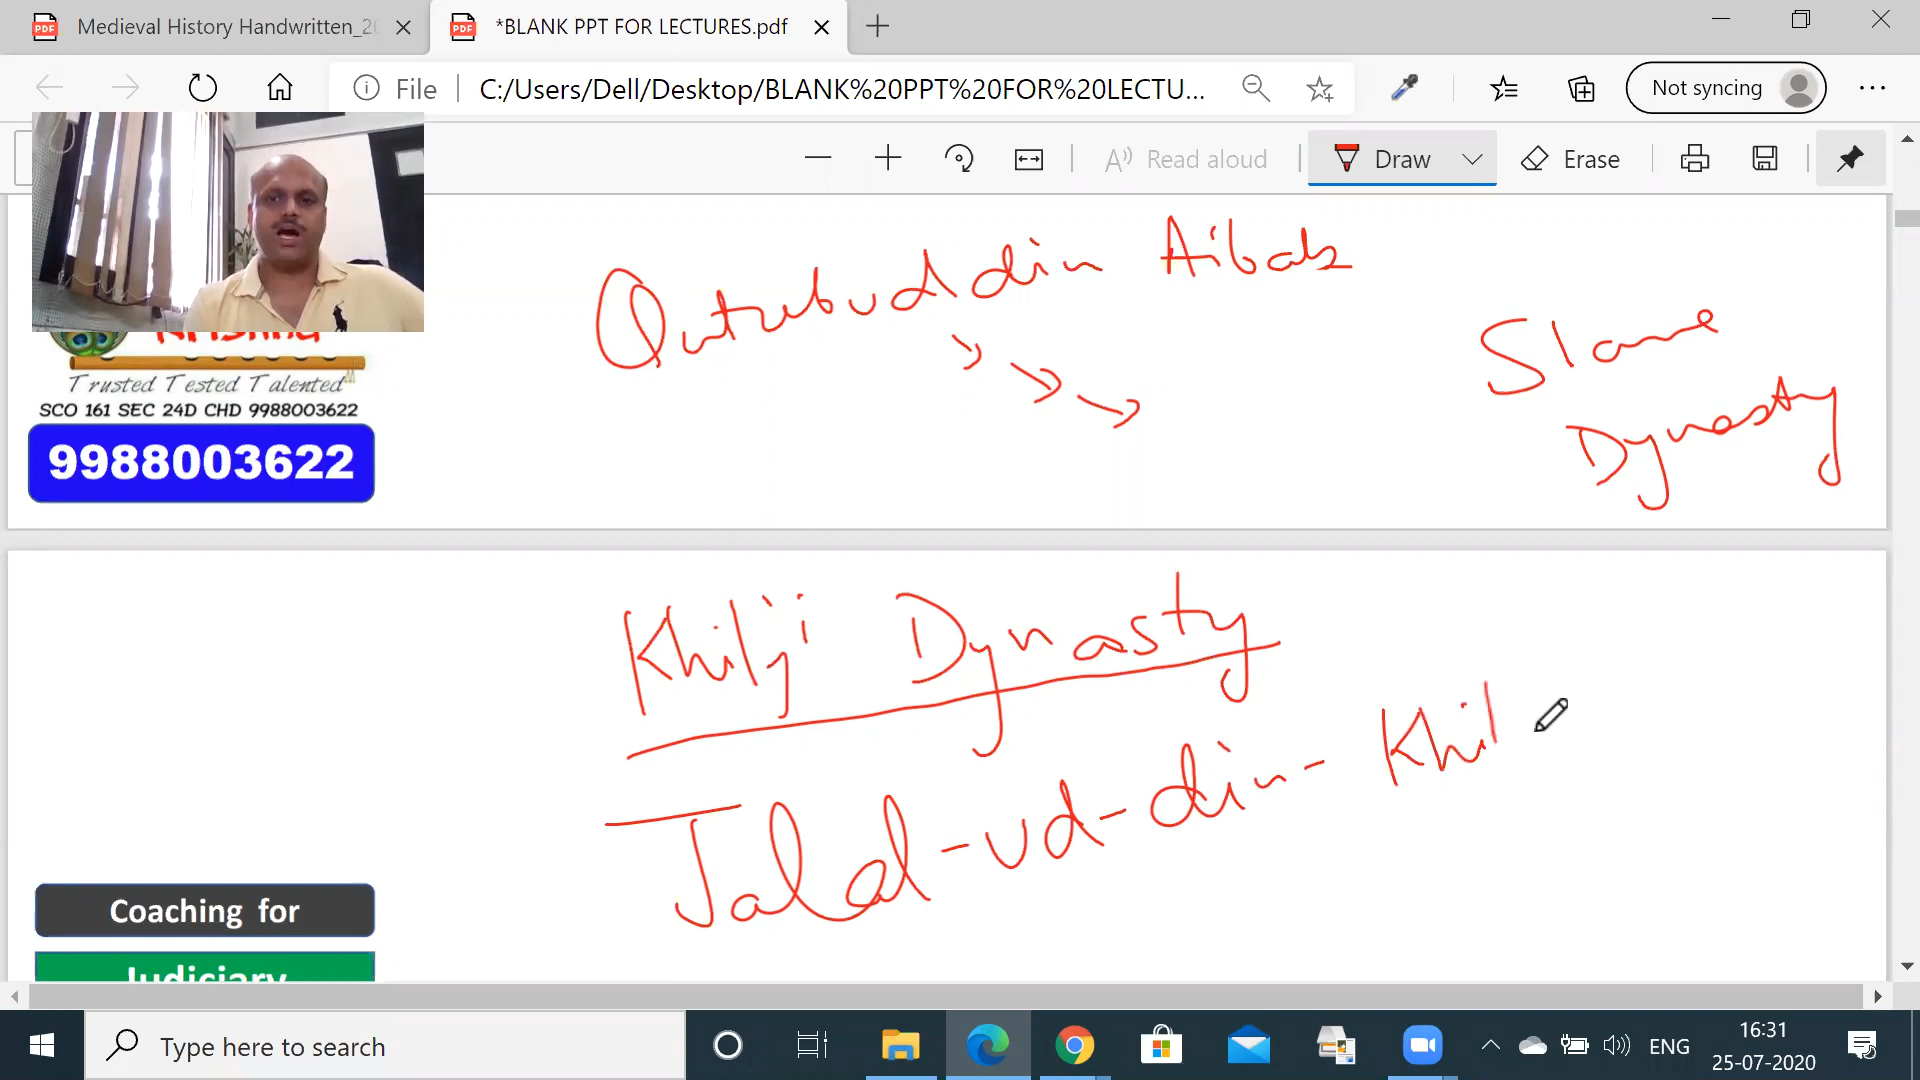 Medieval History Handwritten_20
*BLANK PPT FOR LECTURES.pdf
File
C:/Users/Dell/Desktop/BLANK%20PPT%20FOR%20LECTU...
Not syncing
Read aloud
Draw
Erase
Qutubuddin Aibak
Slave
Dynasty
Trusted Tested Talented
SCO 161 SEC 24D CHD 9988003622
9988003622
Khilji Dynasty
Jalal-ud-din- Khil
Coaching for
Judiciary
Type here to search
ENG
16:31
25-07-2020